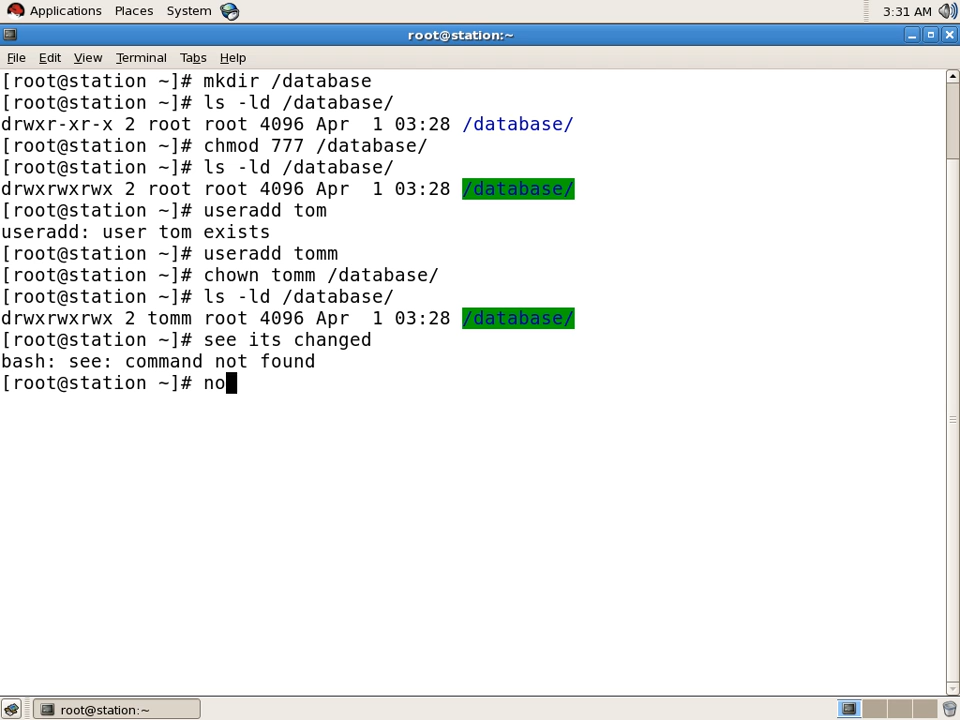 Applications Places System 3:31 AM
root@station:~
File Edit View Terminal Tabs Help
[root@station ~]# mkdir /database
[root@station ~]# ls -ld /database/
drwxr-xr-x 2 root root 4096 Apr  1 03:28 /database/
[root@station ~]# chmod 777 /database/
[root@station ~]# ls -ld /database/
drwxrwxrwx 2 root root 4096 Apr  1 03:28 /database/
[root@station ~]# useradd tom
useradd: user tom exists
[root@station ~]# useradd tomm
[root@station ~]# chown tomm /database/
[root@station ~]# ls -ld /database/
drwxrwxrwx 2 tomm root 4096 Apr  1 03:28 /database/
[root@station ~]# see its changed
bash: see: command not found
[root@station ~]# no
root@station:~